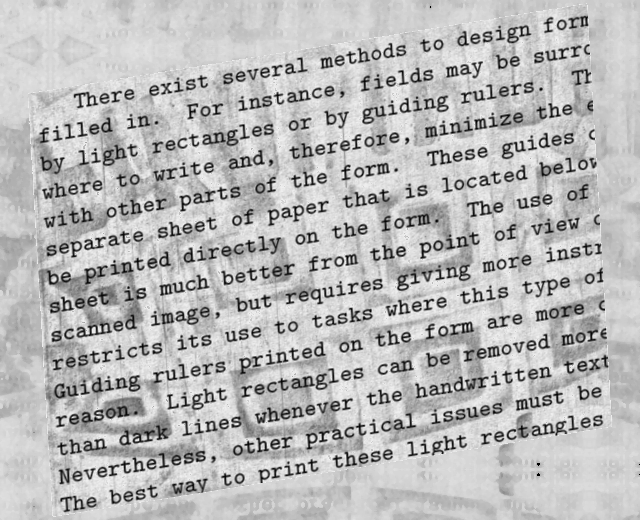 There exist several methods to design
filled in. For instance, fields may be
by light rectangles or by guiding rulers.
where to write and, therefore, minimize the
with other parts of the form. These guides
separate sheet of paper that is located
be printed directly on the form. The use of
sheet is much better from the point of view
scanned image, but requires giving more
restricts its use to tasks where this type of
Guiding rulers printed on the form are more
reason. Light rectangles can be removed more
than dark lines whenever the handwritten text
Nevertheless, other practical issues must be
The best way to print these light rectangles